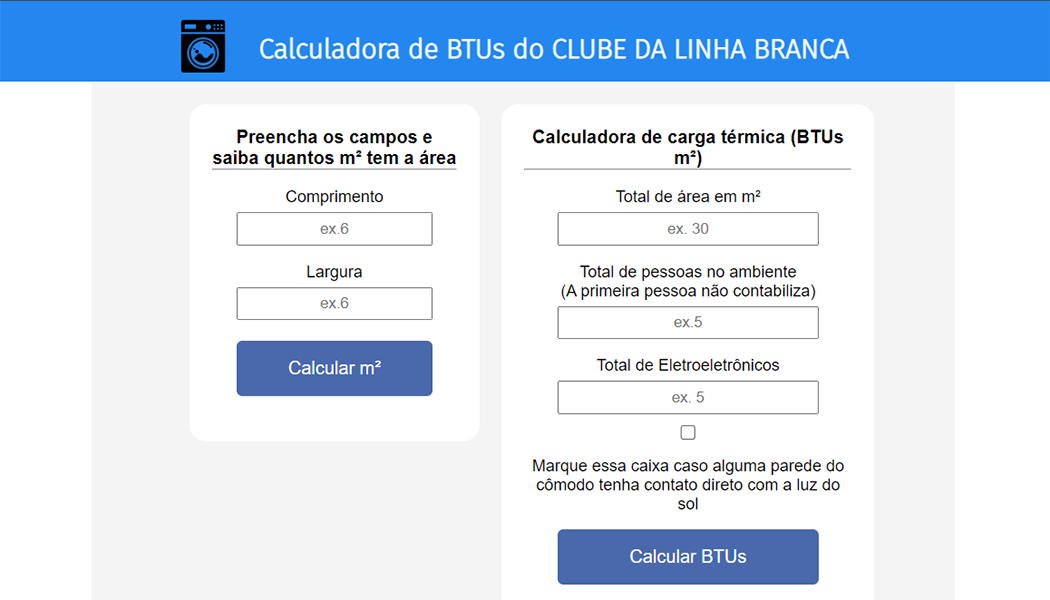 Calculadora de BTUs do CLUBE DA LINHA BRANCA
Preencha os campos e
saiba quantos m² tem a área
Comprimento
ex.6
Largura
ex.6
Calcular m²
Calculadora de carga térmica (BTUs
m²)
Total de área em m²
ex. 30
Total de pessoas no ambiente
(A primeira pessoa não contabiliza)
ex.5
Total de Eletroeletrônicos
ex. 5
Marque essa caixa caso alguma parede do
cômodo tenha contato direto com a luz do
sol
Calcular BTUs